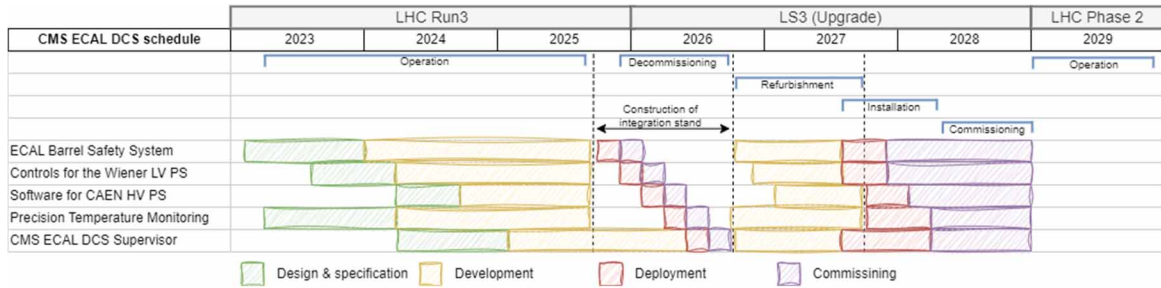 LHC Run3 LS3 (Upgrade) LHC Phase 2
CMS ECAL DCS schedule 2023 2024 2025 2026 2027 2028 2029
Operation Decommissioning Operation
Refurbishment
Installation
Construction of
integration stand
Commissioning
ECAL Barrel Safety System
Controls for the Wiener LV PS
Software for CAEN HV PS
Precision Temperature Monitoring
CMS ECAL DCS Supervisor
Design & specification Development Deployment Commissining